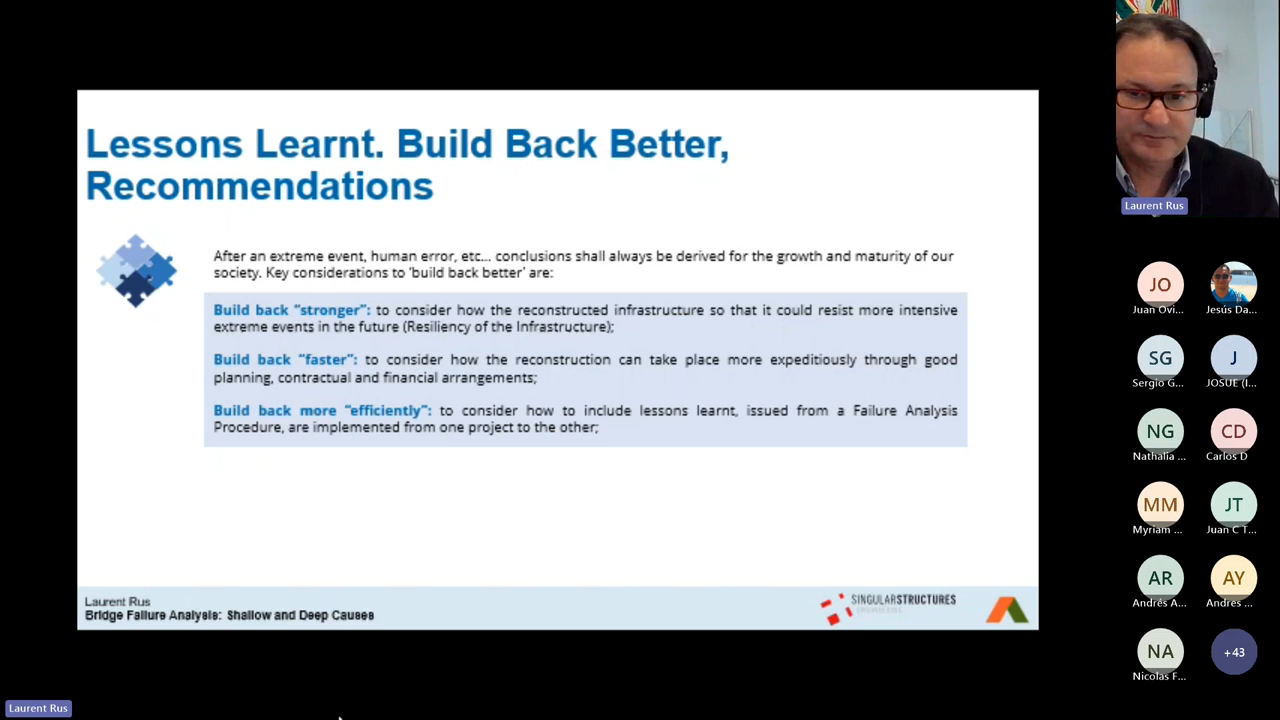 Lessons Learnt. Build Back Better,
Recommendations
After an extreme event, human error, etc... conclusions shall always be derived for the growth and maturity of our
society. Key considerations to ‘build back better’ are:
Build back “stronger”: to consider how the reconstructed infrastructure so that it could resist more intensive
extreme events in the future (Resiliency of the Infrastructure);
Build back “faster”: to consider how the reconstruction can take place more expeditiously through good
planning, contractual and financial arrangements;
Build back more “efficiently”: to consider how to include lessons learnt, issued from a Failure Analysis
Procedure, are implemented from one project to the other;
Laurent Rus
Bridge Failure Analysis: Shallow and Deep Causes
SINGULARSTRUCTURES
Laurent Rus
JO
Juan Ovi...
Jesús Da...
SG
J
Sergio G...
JOSUE (I...
NG
CD
Nathalia ...
Carlos D
MM
JT
Myriam ...
Juan C T...
AR
AY
Andrés A...
Andres ...
NA
+43
Nicolas F...
Laurent Rus